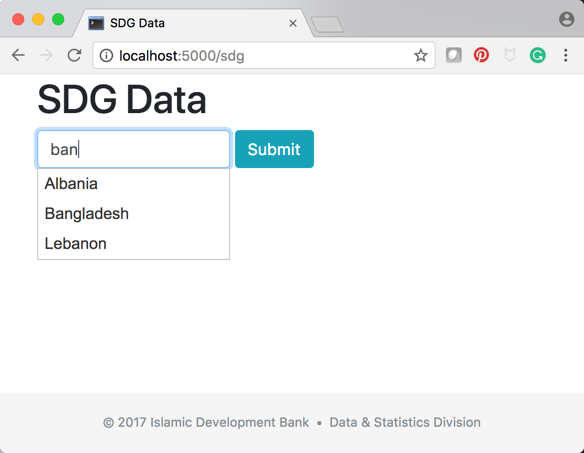 SDG Data
localhost:5000/sdg
SDG Data
ban Submit
Albania
Bangladesh
Lebanon
© 2017 Islamic Development Bank • Data & Statistics Division